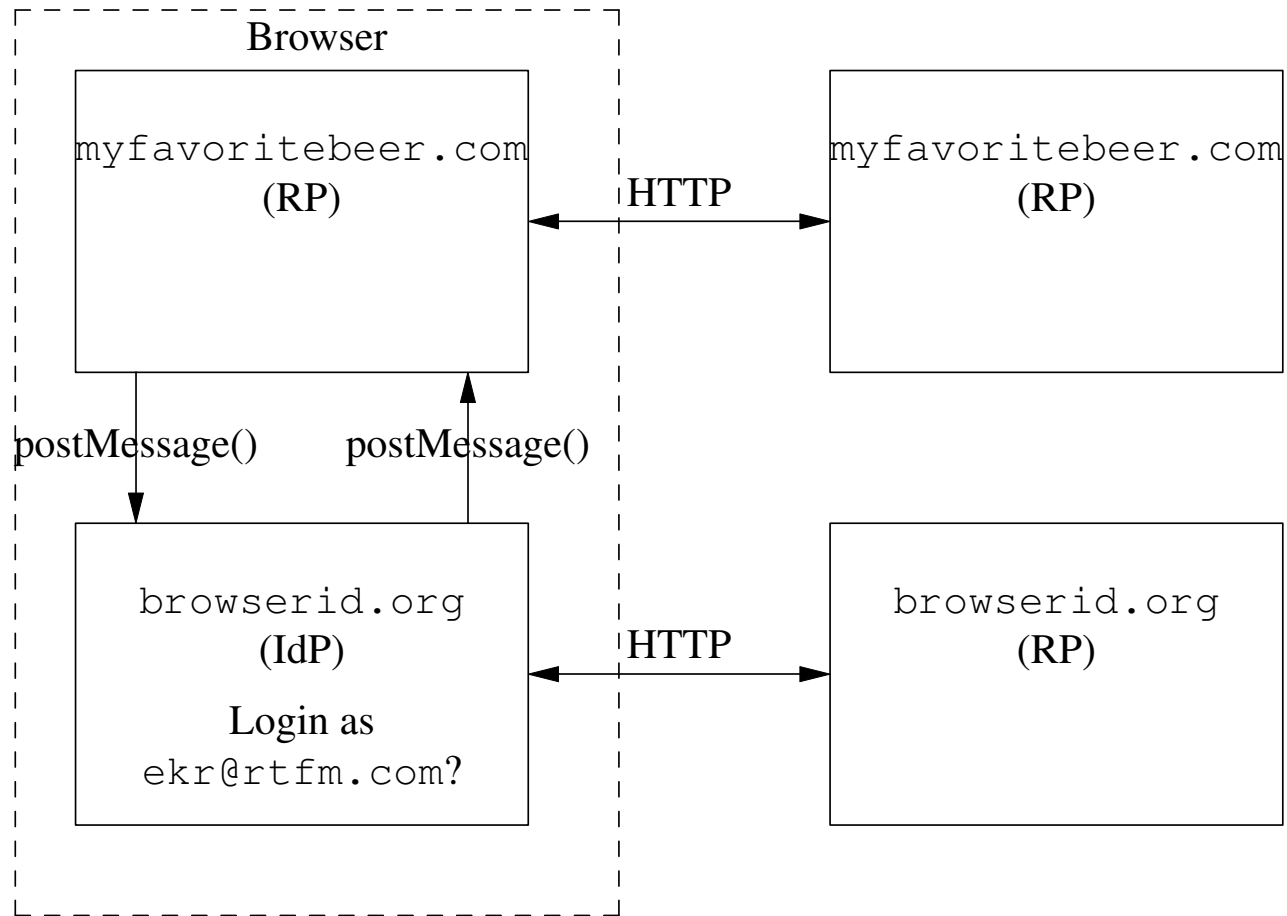 Browser
myfavoritebeer.com
(RP)
myfavoritebeer.com
(RP)
HTTP
postMessage()
postMessage()
browserid.org
(IdP)
Login as
ekr@rtfm.com?
HTTP
browserid.org
(RP)